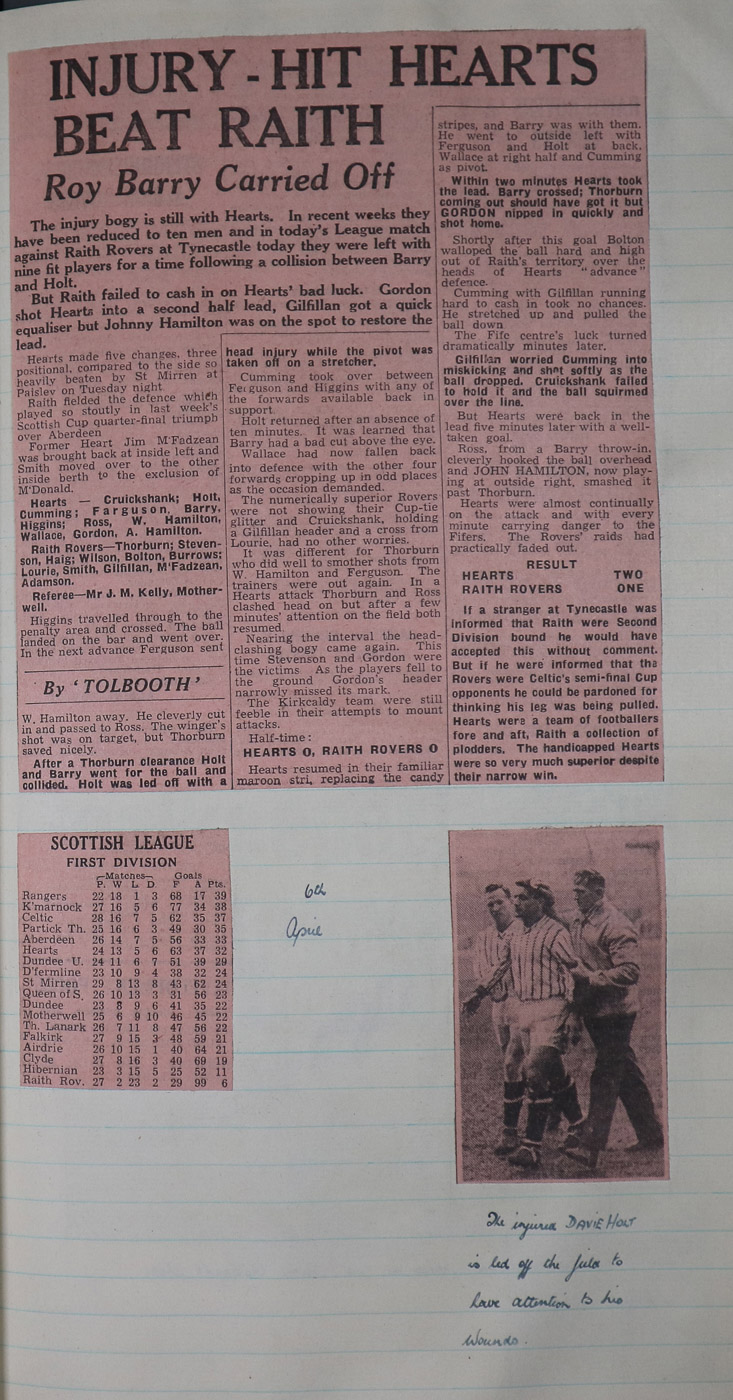 INJURY - HIT HEARTS
BEAT RAITH
Roy Barry Carried Off
The injury bogy is still with Hearts. In recent weeks they
have been reduced to ten men and in today's League match
against Raith Rovers at Tynecastle today they were left with
nine fit players for a time following a collision between Barry
and Holt.
But Raith failed to cash in on Hearts' bad luck. Gordon
shot Hearts into a second half lead, Gilfillan got a quick
equaliser but Johnny Hamilton was on the spot to restore the
lead.
Hearts made five changes, three
positional, compared to the side so
heavily beaten by St Mirren at
Paisley on Tuesday night.
Raith fielded the defence which
played so stoutly in last week's
Scottish Cup quarter-final triumph
over Aberdeen
Former Heart Jim M'Fadzean
was brought back at inside left and
Smith moved over to the other
inside berth to the exclusion of
M'Donald.
Hearts — Cruickshank; Holt,
Cumming; Ferguson, Barry,
Higgins; Ross, W. Hamilton,
Wallace, Gordon, A. Hamilton.
Raith Rovers—Thorburn; Steven-
son, Haig; Wilson, Bolton, Burrows;
Lourie, Smith, Gilfillan, M'Fadzean,
Adamson.
Referee—Mr J. M. Kelly, Mother-
well.
Higgins travelled through to the
penalty area and crossed. The ball
landed on the bar and went over.
In the next advance Ferguson sent
By 'TOLBOOTH'
W. Hamilton away. He cleverly cut
in and passed to Ross. The winger's
shot was on target, but Thorburn
saved nicely.
After a Thorburn clearance Holt
and Barry went for the ball and
collided. Holt was led off with a
head injury while the pivot was
taken off on a stretcher.
Cumming took over between
Ferguson and Higgins with any of
the forwards available back in
support
Holt returned after an absence of
ten minutes. It was learned that
Barry had a bad cut above the eye.
Wallace had now fallen back
into defence with the other four
forwards cropping up in odd places
as the occasion demanded.
The numerically superior Rovers
were not showing their Cup-tie
glitter and Cruickshank, holding
a Gilfillan header and a cross from
Lourie, had no other worries.
It was different for Thorburn
who did well to smother shots from
W. Hamilton and Ferguson. The
trainers were out again. In a
Hearts attack Thorburn and Ross
clashed head on but after a few
minutes' attention on the field both
resumed.
Nearing the interval the head-
clashing bogy came again. This
time Stevenson and Gordon were
the victims As the players fell to
the ground Gordon's header
narrowly missed its mark.
The Kirkcaldy team were still
feeble in their attempts to mount
attacks.
Half-time:
HEARTS 0, RAITH ROVERS 0
Hearts resumed in their familiar
maroon stri, replacing the candy
stripes, and Barry was with them.
He went to outside left with
Ferguson and Holt at back,
Wallace at right half and Cumming
as pivot.
Within two minutes Hearts took
the lead. Barry crossed; Thorburn
coming out should have got it but
GORDON nipped in quickly and
shot home.
Shortly after this goal Bolton
walloped the ball hard and high
out of Raith's territory over the
heads of Hearts "advance"
defence.
Cumming with Gilfillan running
hard to cash in took no chances.
He stretched up and pulled the
ball down
The Fife centre's luck turned
dramatically minutes later.
Gilfillan worried Cumming into
miskicking and shot softly as the
ball dropped. Cruickshank failed
to hold it and the ball squirmed
over the line.
But Hearts were back in the
lead five minutes later with a well-
taken goal.
Ross, from a Barry throw-in,
cleverly hooked the ball overhead
and JOHN HAMILTON, now play-
ing at outside right, smashed it
past Thorburn.
Hearts were almost continually
on the attack and with every
minute carrying danger to the
Fifers. The Rovers' raids had
practically faded out.
RESULT
HEARTS TWO
RAITH ROVERS ONE
If a stranger at Tynecastle was
informed that Raith were Second
Division bound he would have
accepted this without comment.
But if he were informed that the
Rovers were Celtic's semi-final Cup
opponents he could be pardoned for
thinking his leg was being pulled.
Hearts were a team of footballers
fore and aft, Raith a collection of
plodders. The handicapped Hearts
were so very much superior despite
their narrow win.
SCOTTISH LEAGUE
FIRST DIVISION
Matches Goals
P. W L D. F A Pts.
Rangers 22 18 1 3 68 17 39
K'marnock 27 16 5 6 77 34 38
Celtic 28 16 7 5 62 35 37
Partick Th. 25 16 6 3 49 30 35
Aberdeen 26 14 7 5 56 33 33
Hearts 24 13 5 6 63 37 32
Dundee U. 24 11 6 7 51 39 29
D'fermline 23 10 9 4 38 32 24
St Mirren 29 8 13 8 43 62 24
Queen of S. 26 10 13 3 31 56 23
Dundee 23 8 9 6 41 35 22
Motherwell 25 6 9 10 46 45 22
Th. Lanark 26 7 11 8 47 56 22
Falkirk 27 9 15 3 48 59 21
Airdrie 26 10 15 1 40 64 21
Clyde 27 8 16 3 40 69 19
Hibernian 23 3 15 5 25 52 11
Raith Rov. 27 2 23 2 29 99 6
6th
April
The injured DAVIE HOLT
is led off the field to
have attention to his
wounds.